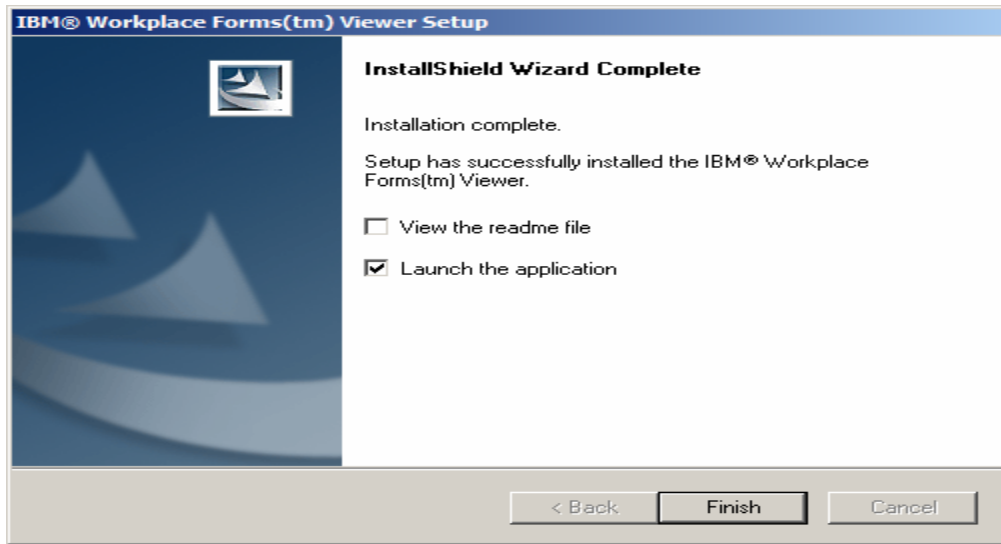 IBM® Workplace Forms(tm) Viewer Setup
InstallShield Wizard Complete
Installation complete.
Setup has successfully installed the IBM® Workplace
Forms(tm) Viewer.
View the readme file
Launch the application
< Back
Finish
Cancel